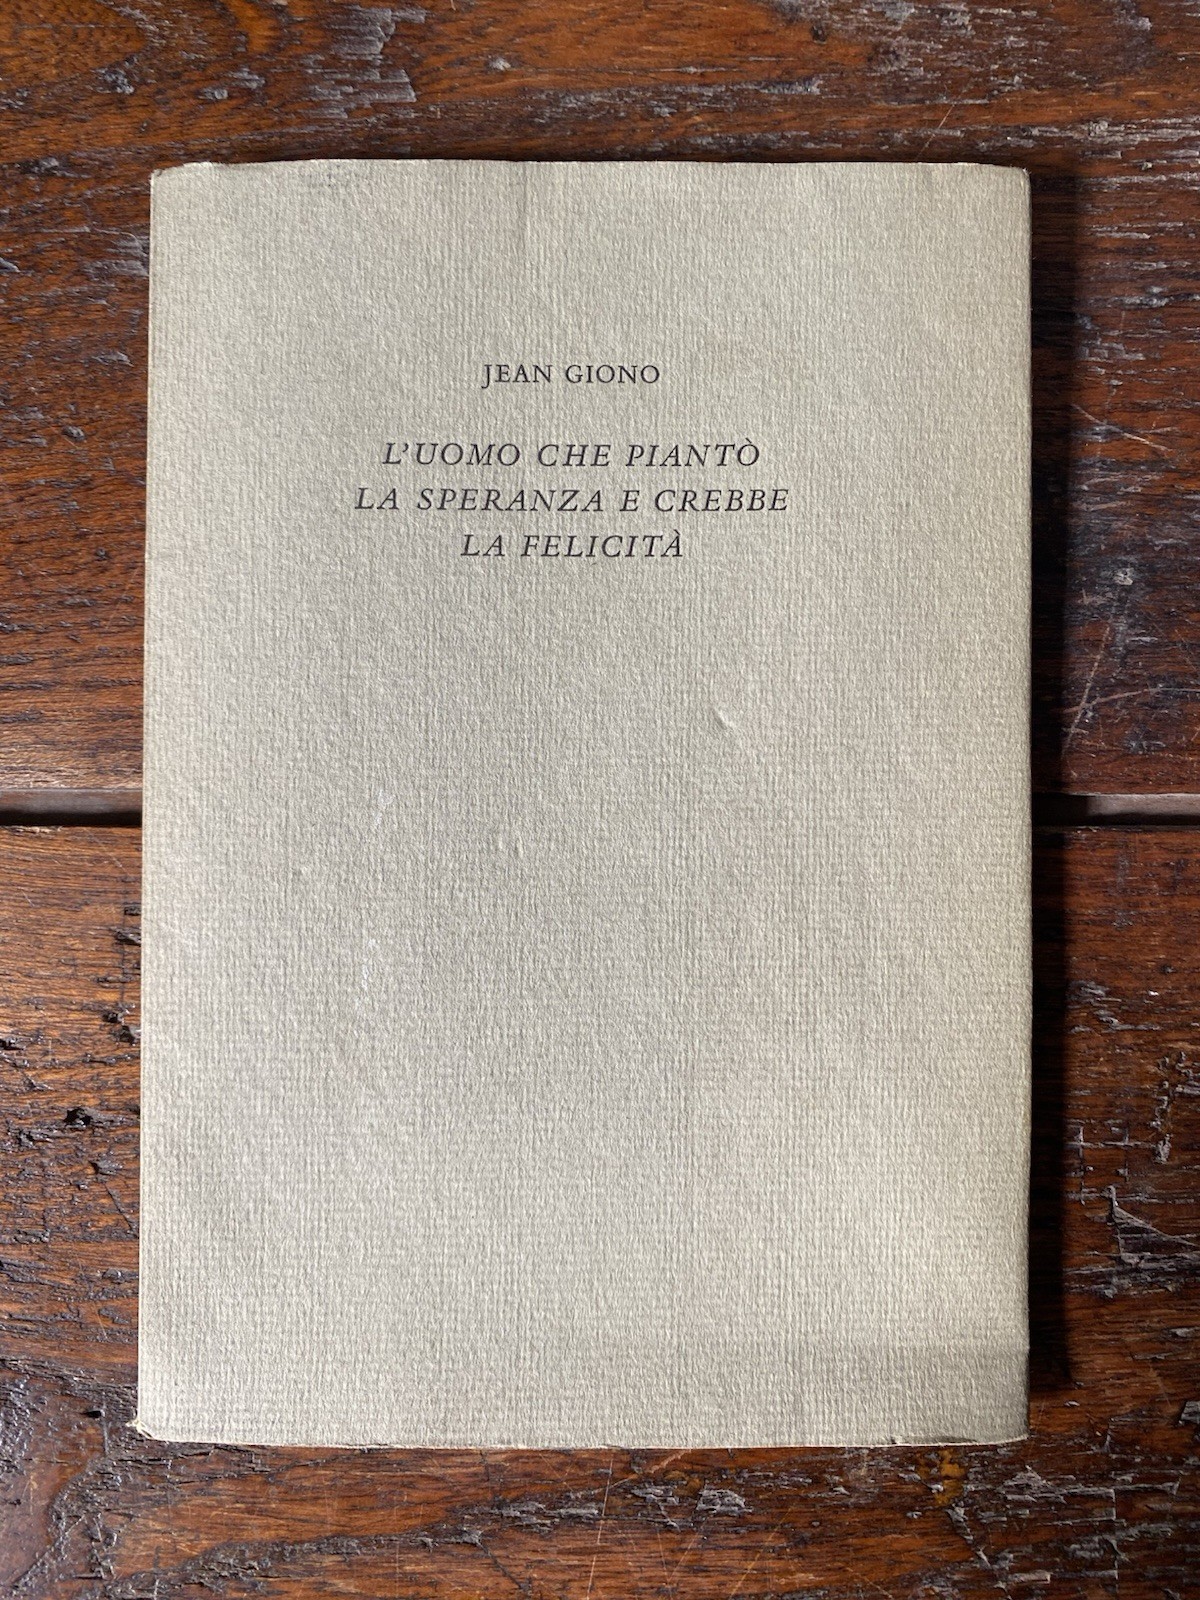 JEAN GIONO
L'UOMO CHE PIANTÒ
LA SPERANZA E CREBBE
LA FELICITÀ